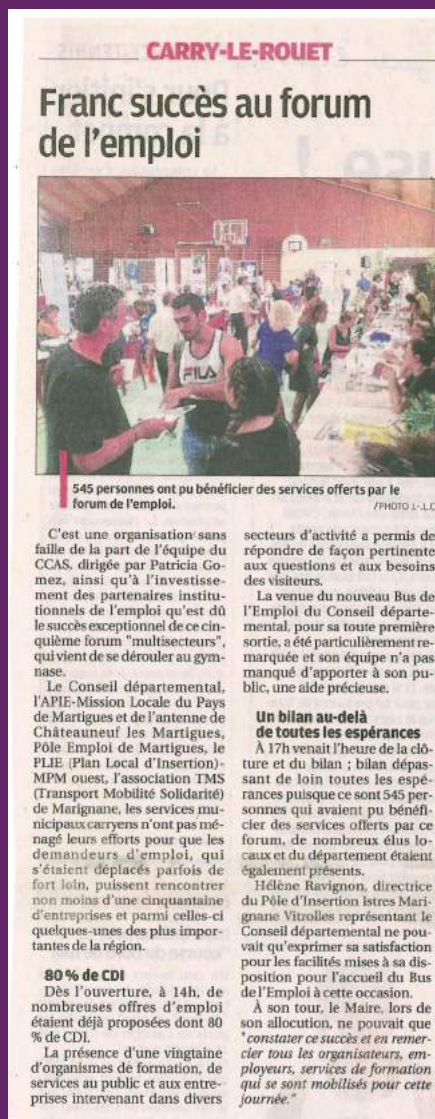 CARRY-LE-ROUET
Franc succès au forum
de l'emploi
FILA
545 personnes ont pu bénéficier des services offerts par le
forum de l'emploi.
/PHOTO J.-L.C
C'est une organisation sans
faille de la part de l'équipe du
CCAS, dirigée par Patricia Go-
mez, ainsi qu'à l'investisse-
ment des partenaires institu-
tionnels de l'emploi qu'est dû
le succès exceptionnel de ce cin-
quième forum "multisecteurs",
qui vient de se dérouler au gym-
nase.
Le Conseil départemental,
l'APIE-Mission Locale du Pays
de Martigues et de l'antenne de
Châteauneuf les Martigues,
Pôle Emploi de Martigues, le
PLIE (Plan Local d'Insertion)-
MPM ouest, l'association TMS
(Transport Mobilité Solidarité)
de Marignane, les services mu-
nicipaux carryens n'ont pas mé-
nagé leurs efforts pour que les
demandeurs d'emploi, qui
s'étaient déplacés parfois de
fort loin, puissent rencontrer
non moins d'une cinquantaine
d'entreprises et parmi celles-ci
quelques-unes des plus impor-
tantes de la région.
80 % de CDI
Dès l'ouverture, à 14h, de
nombreuses offres d'emploi
étaient déjà proposées dont 80
% de CDI.
La présence d'une vingtaine
d'organismes de formation, de
services au public et aux entre-
prises intervenant dans divers
secteurs d'activité a permis de
répondre de façon pertinente
aux questions et aux besoins
des visiteurs.
La venue du nouveau Bus de
l'Emploi du Conseil départe-
mental, pour sa toute première
sortie, a été particulièrement re-
marquée et son équipe n'a pas
manqué d'apporter à son pu-
blic, une aide précieuse.
Un bilan au-delà
de toutes les espérances
À 17h venait l'heure de la clô-
ture et du bilan ; bilan dépas-
sant de loin toutes les espé-
rances puisque ce sont 545 per-
sonnes qui avaient pu bénéfi-
cier des services offerts par ce
forum, de nombreux élus lo-
caux et du département étaient
également présents.
Hélène Ravignon, directrice
du Pôle d'Insertion Istres Mari-
gnane Vitrolles représentant le
Conseil départemental ne pou-
vait qu'exprimer sa satisfaction
pour les facilités mises à sa dis-
position pour l'accueil du Bus
de l'Emploi à cette occasion.
À son tour, le Maire, lors de
son allocution, ne pouvait que
"constater ce succès et en remer-
cier tous les organisateurs, em-
ployeurs, services de formation
qui se sont mobilisés pour cette
journée."